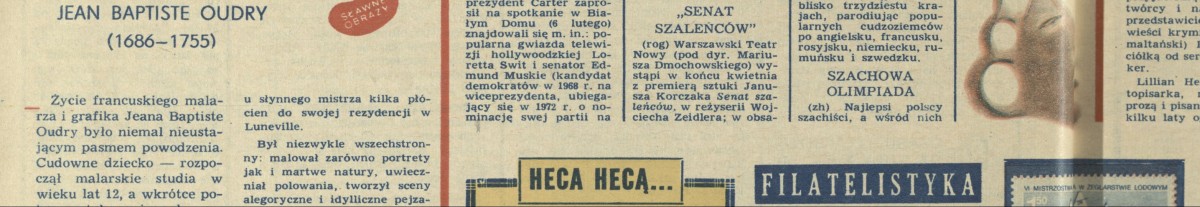 JEAN BAPTISTE OUDRY
(1686—1755)
SŁAWNE
OBRAZY
Życie francuskiego mala-
rza i grafika Jeana Baptiste
Oudry było niemal nieusta-
jącym pasmem powodzenia.
Cudowne dziecko — rozpo-
czął malarskie studia w
wieku lat 12, a wkrótce po-
u słynnego mistrza kilka płó-
cien do swojej rezydencji w
Luneville.
Był niezwykle wszechstron-
ny: malował zarówno portrety
jak i martwe natury, uwiecz-
niał polowania, tworzył sceny
alegoryczne i idylliczne pejza-
prezydent Carter zapro-
sił na spotkanie w Bia-
łym Domu (6 lutego)
znajdowali się m. in.: po-
pularna gwiazda telewi-
zji hollywoodzkiej Lo-
retta Swit i senator Ed-
mund Muskie (kandydat
demokratów w 1968 r. na
wiceprezydenta, ubiega-
jący się w 1972 r. o no-
minację swej partii na
„SENAT
SZALEŃCÓW”
(rog) Warszawski Teatr
Nowy (pod dyr. Mariu-
sza Dmochowskiego) wy-
stąpi w końcu kwietnia
z premierą sztuki Janu-
sza Korczaka Senat sza-
leńców, w reżyserii Woj-
ciecha Zeidlera; w obsa-
blisko trzydziestu kra-
jach, parodiując popu-
larnych cudzoziemców
po angielsku, francusku,
rosyjsku, niemiecku, ru-
muńsku i szwedzku.
SZACHOWA
OLIMPIADA
(zh) Najlepsi polscy
szachiści, a wśród nich
twórcy i n
przedstawicie
wieści krym
maltański)
ciółką od ser
ker.
Lillian He
topisarka,
prozą i pisar
kilku laty o
HECA HECĄ...
FILATELISTYKA
VI MISTRZOSTWA W ŻEGLARSTWIE LODOWYM
1.50